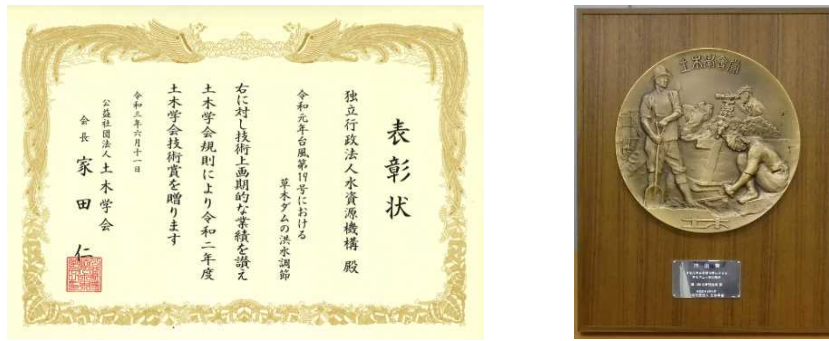 表彰状
独立行政法人水資源機構 殿
令和元年台風第19号における
草木ダムの洪水調節
右に対し技術上画期的な業績を讃え
土木学会規則により令和二年度
土木学会技術賞を贈ります
令和三年六月十一日
公益社団法人土木学会
会長 家田 仁
土木學會賞
土木